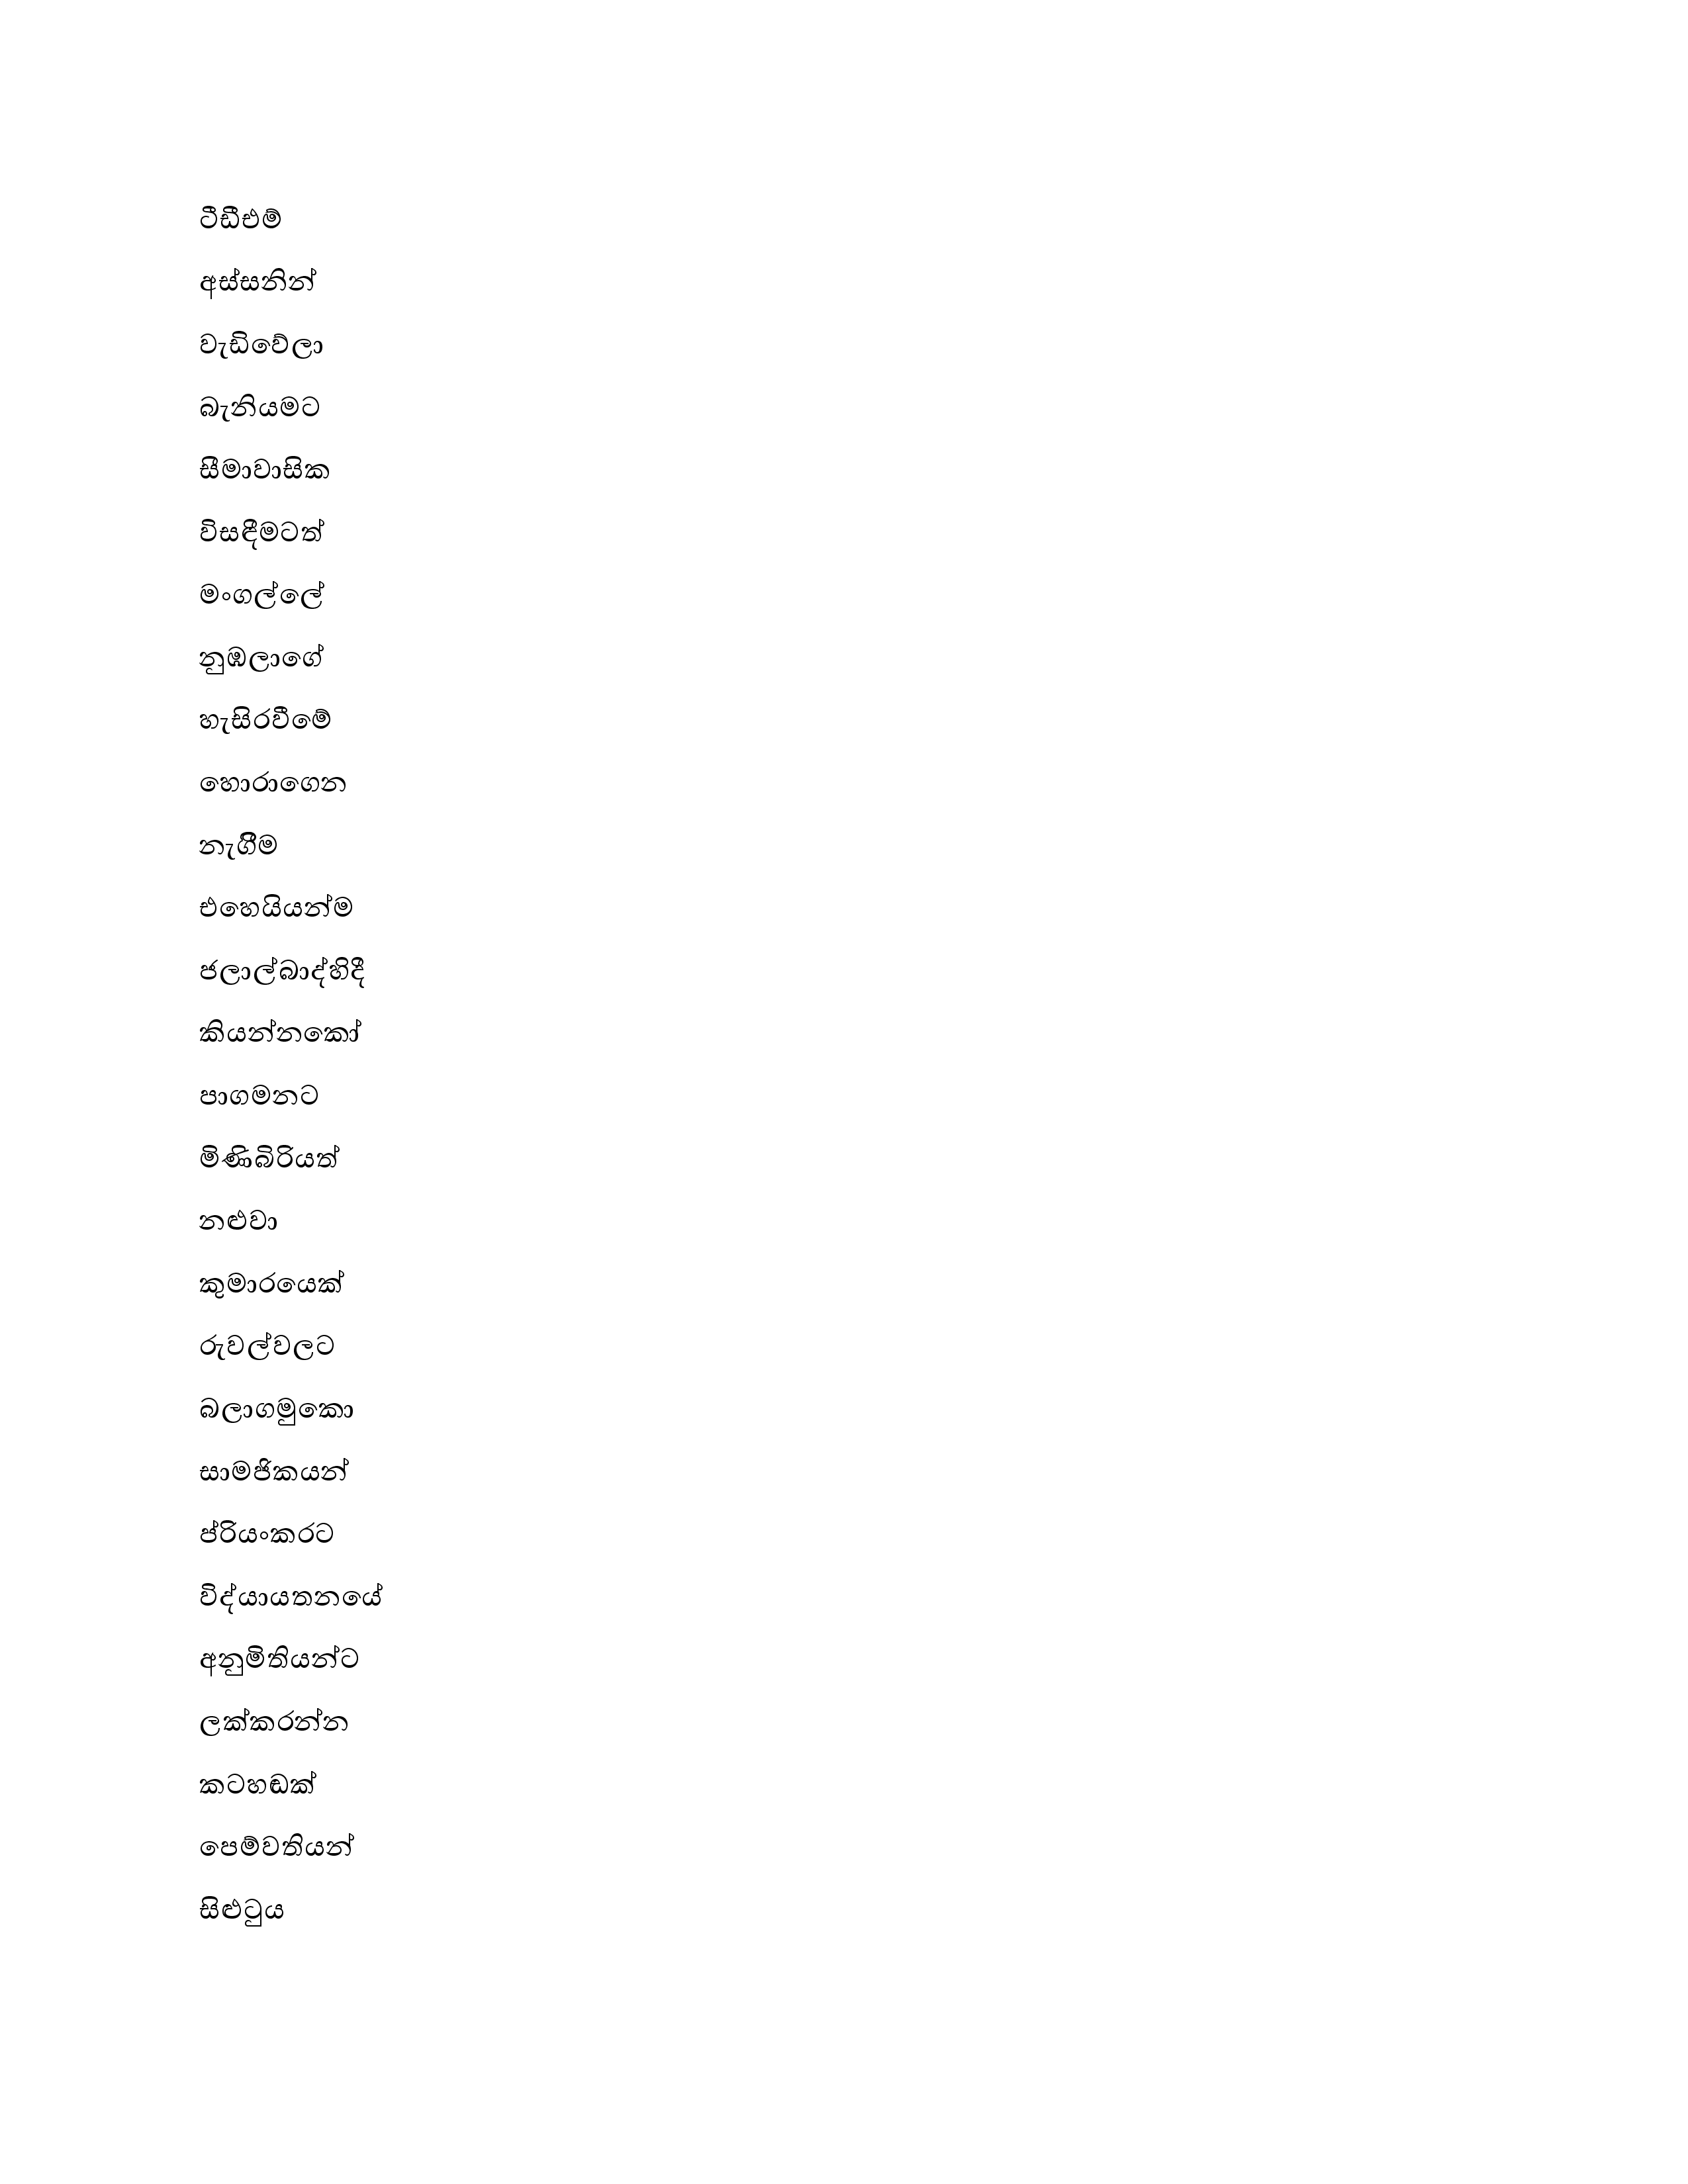 ටීඩීඑම්
අස්සනින්
වැඩිවේලා
බැනියමට
සීමාවාසික
විසඳීමටත්
මංගල්ලේ
නුඹලාගේ
හැසිරවීමේ
හොරාගෙන
නැගීිම
එහෙයියන්ම
ජලාල්බාද්හිදී
කියන්නකෝ
පාගමනට
මිණිබිරියත්
නළුවා
කුමාරයෙක්
රුවල්වලට
බලාගමුකො
සාමජිකයන්
ප්රියංකරට
විද්යායතනයේ
අනුමිතියන්ට
ලක්කරන්න
කටහඬක්
පෙම්වතියන්
සිළුටුය